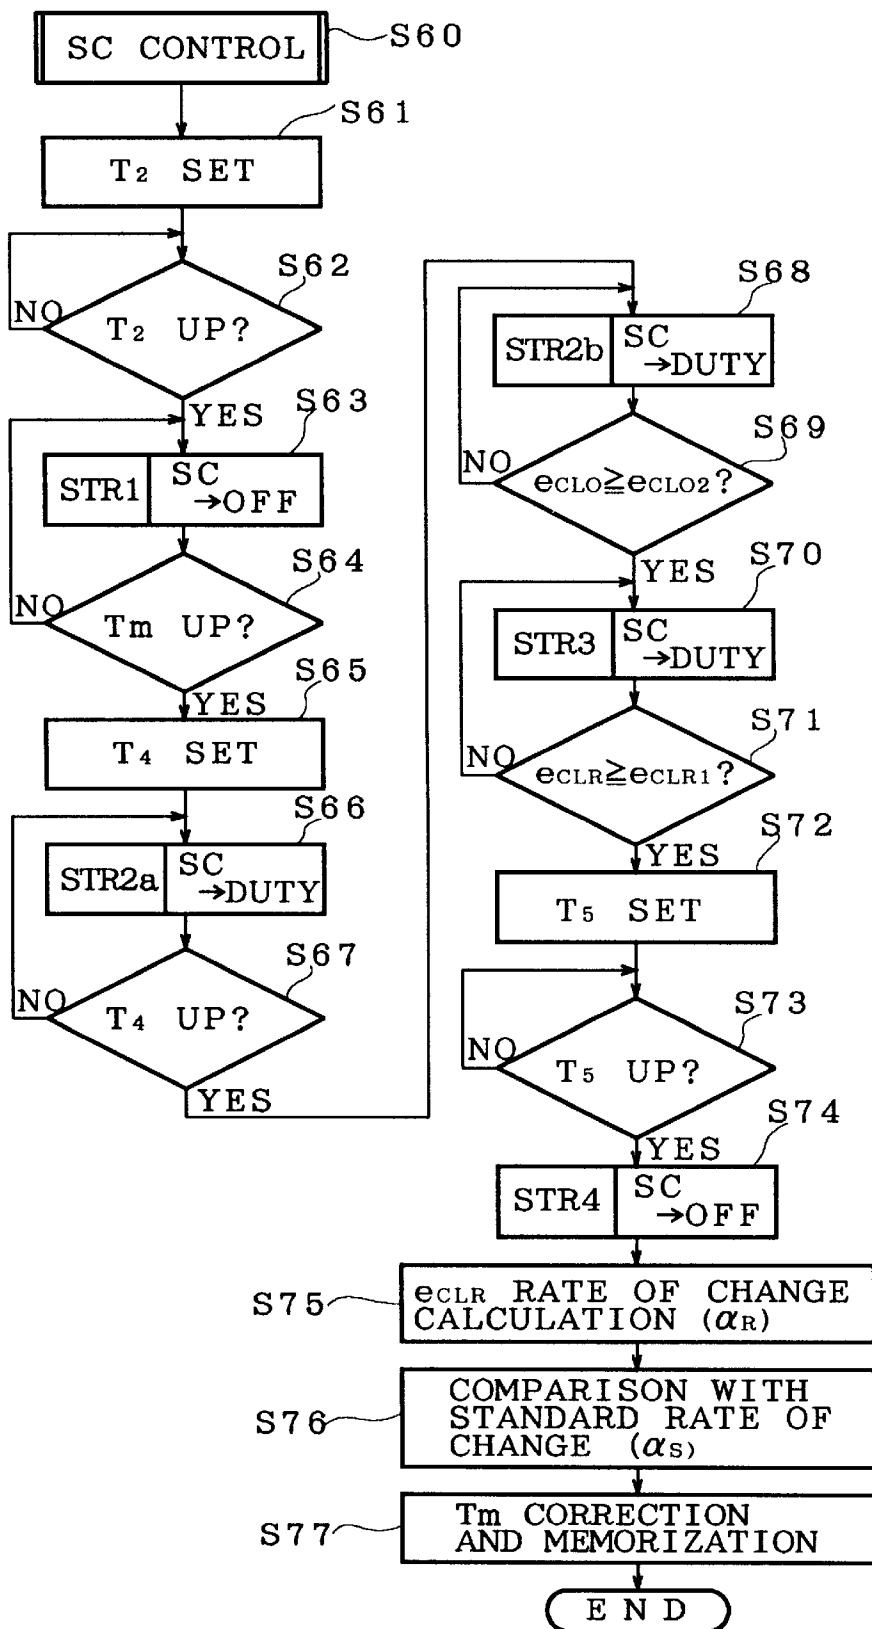 SC CONTROL
S60
S61
T2 SET
S62
NO
T2 UP?
YES
S63
STR1
SC
→OFF
S64
NO
Tm UP?
YES
S65
T4 SET
S66
STR2a
SC
→DUTY
S67
NO
T4 UP?
YES
S68
STR2b
SC
→DUTY
S69
NO
eCLO≧eCLO2?
YES
S70
STR3
SC
→DUTY
S71
NO
eCLR≧eCLR1?
YES
S72
T5 SET
S73
NO
T5 UP?
YES
S74
STR4
SC
→OFF
S75
eCLR RATE OF CHANGE
CALCULATION (αR)
S76
COMPARISON WITH
STANDARD RATE OF
CHANGE (αS)
S77
Tm CORRECTION
AND MEMORIZATION
END